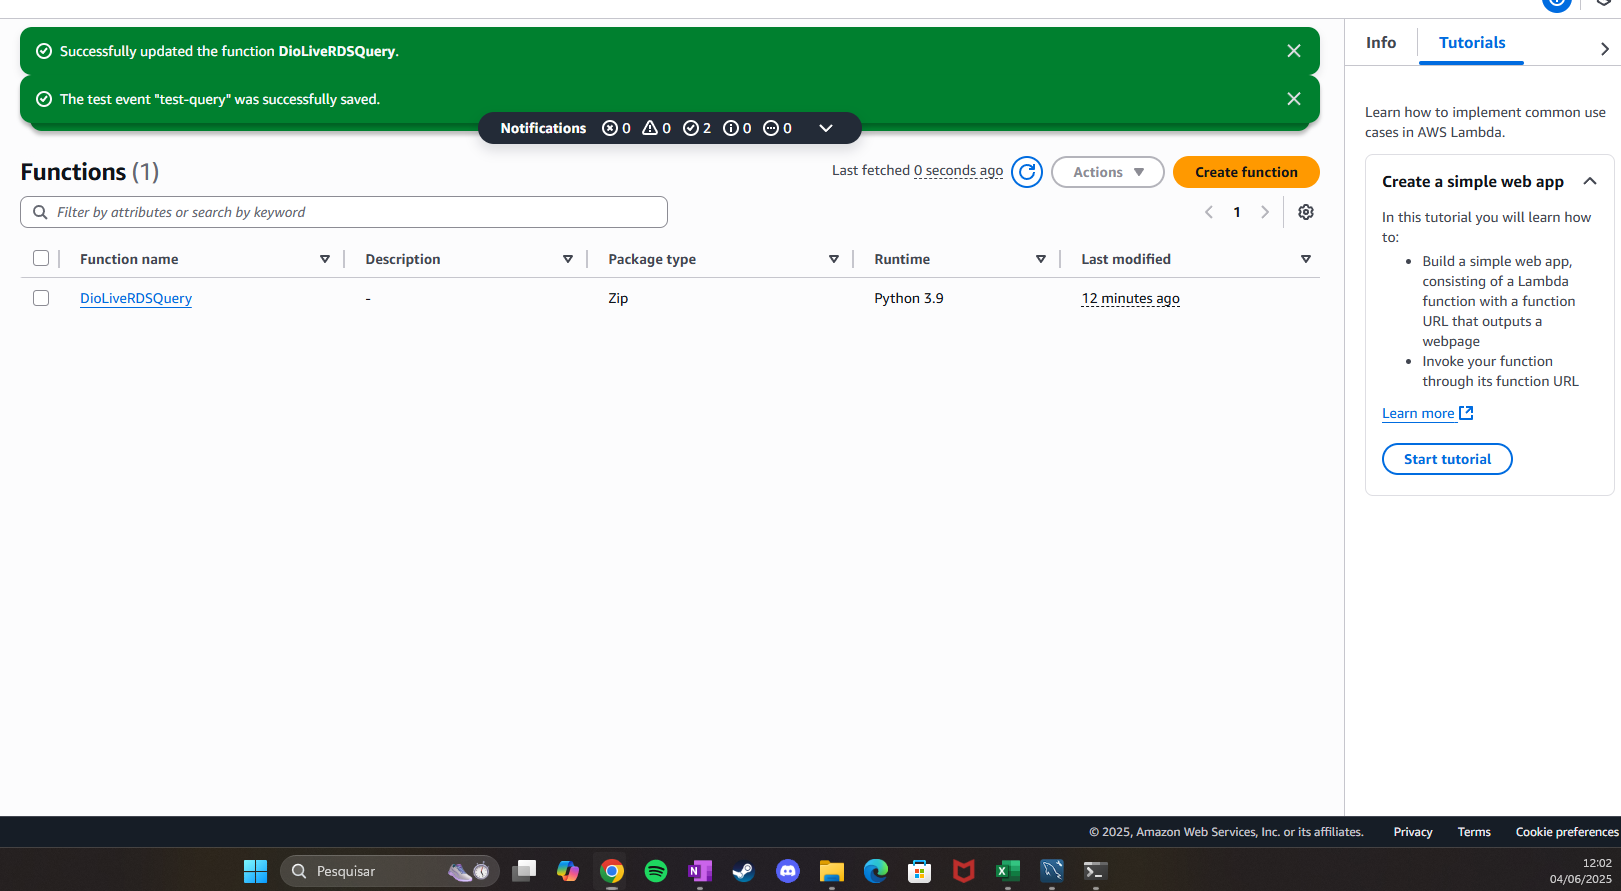 Successfully updated the function DioLiveRDSQuery.
The test event "test-query" was successfully saved.
Notifications 0 0 2 0 0
Functions (1)
Last fetched 0 seconds ago
Actions
Create function
Filter by attributes or search by keyword
1
Function name Description Package type Runtime Last modified
DioLiveRDSQuery - Zip Python 3.9 12 minutes ago
Info Tutorials
Learn how to implement common use
cases in AWS Lambda.
Create a simple web app
In this tutorial you will learn how
to:
• Build a simple web app,
consisting of a Lambda
function with a function
URL that outputs a
webpage
• Invoke your function
through its function URL
Learn more
Start tutorial
© 2025, Amazon Web Services, Inc. or its affiliates. Privacy Terms Cookie preferences
Pesquisar
12:02
04/06/2025